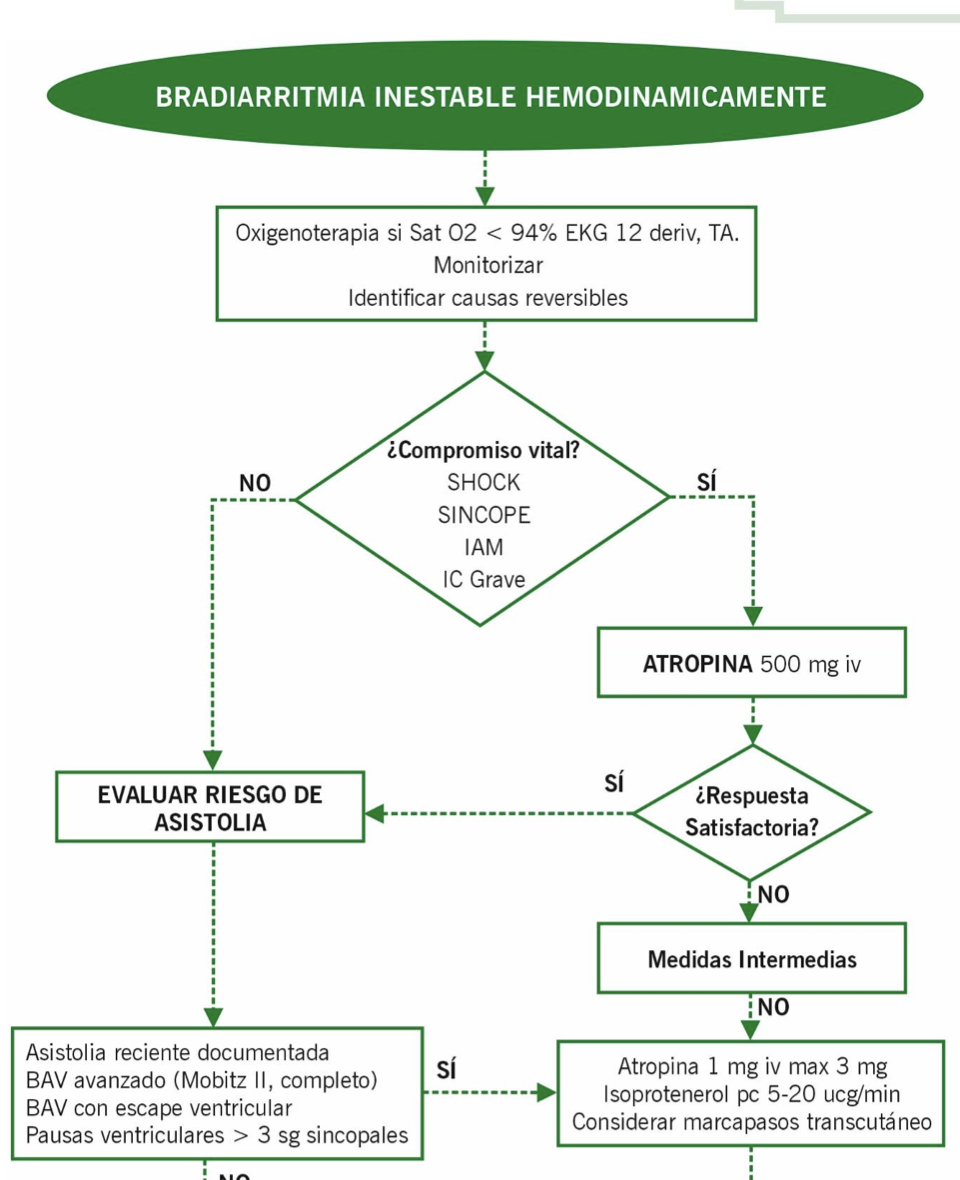 BRADIARRITMIA INESTABLE HEMODINAMICAMENTE
Oxigenoterapia si Sat O2 < 94% EKG 12 deriv, TA.
Monitorizar
Identificar causas reversibles
¿Compromiso vital?
SHOCK
SINCOPE
IAM
IC Grave
NO
SÍ
ATROPINA 500 mg iv
EVALUAR RIESGO DE
ASISTOLIA
SÍ
¿Respuesta
Satisfactoria?
NO
Medidas Intermedias
NO
Asistolia reciente documentada
BAV avanzado (Mobitz II, completo)
BAV con escape ventricular
Pausas ventriculares > 3 sg sincopales
SÍ
Atropina 1 mg iv max 3 mg
Isoprotenerol pc 5-20 ucg/min
Considerar marcapasos transcutáneo
NO